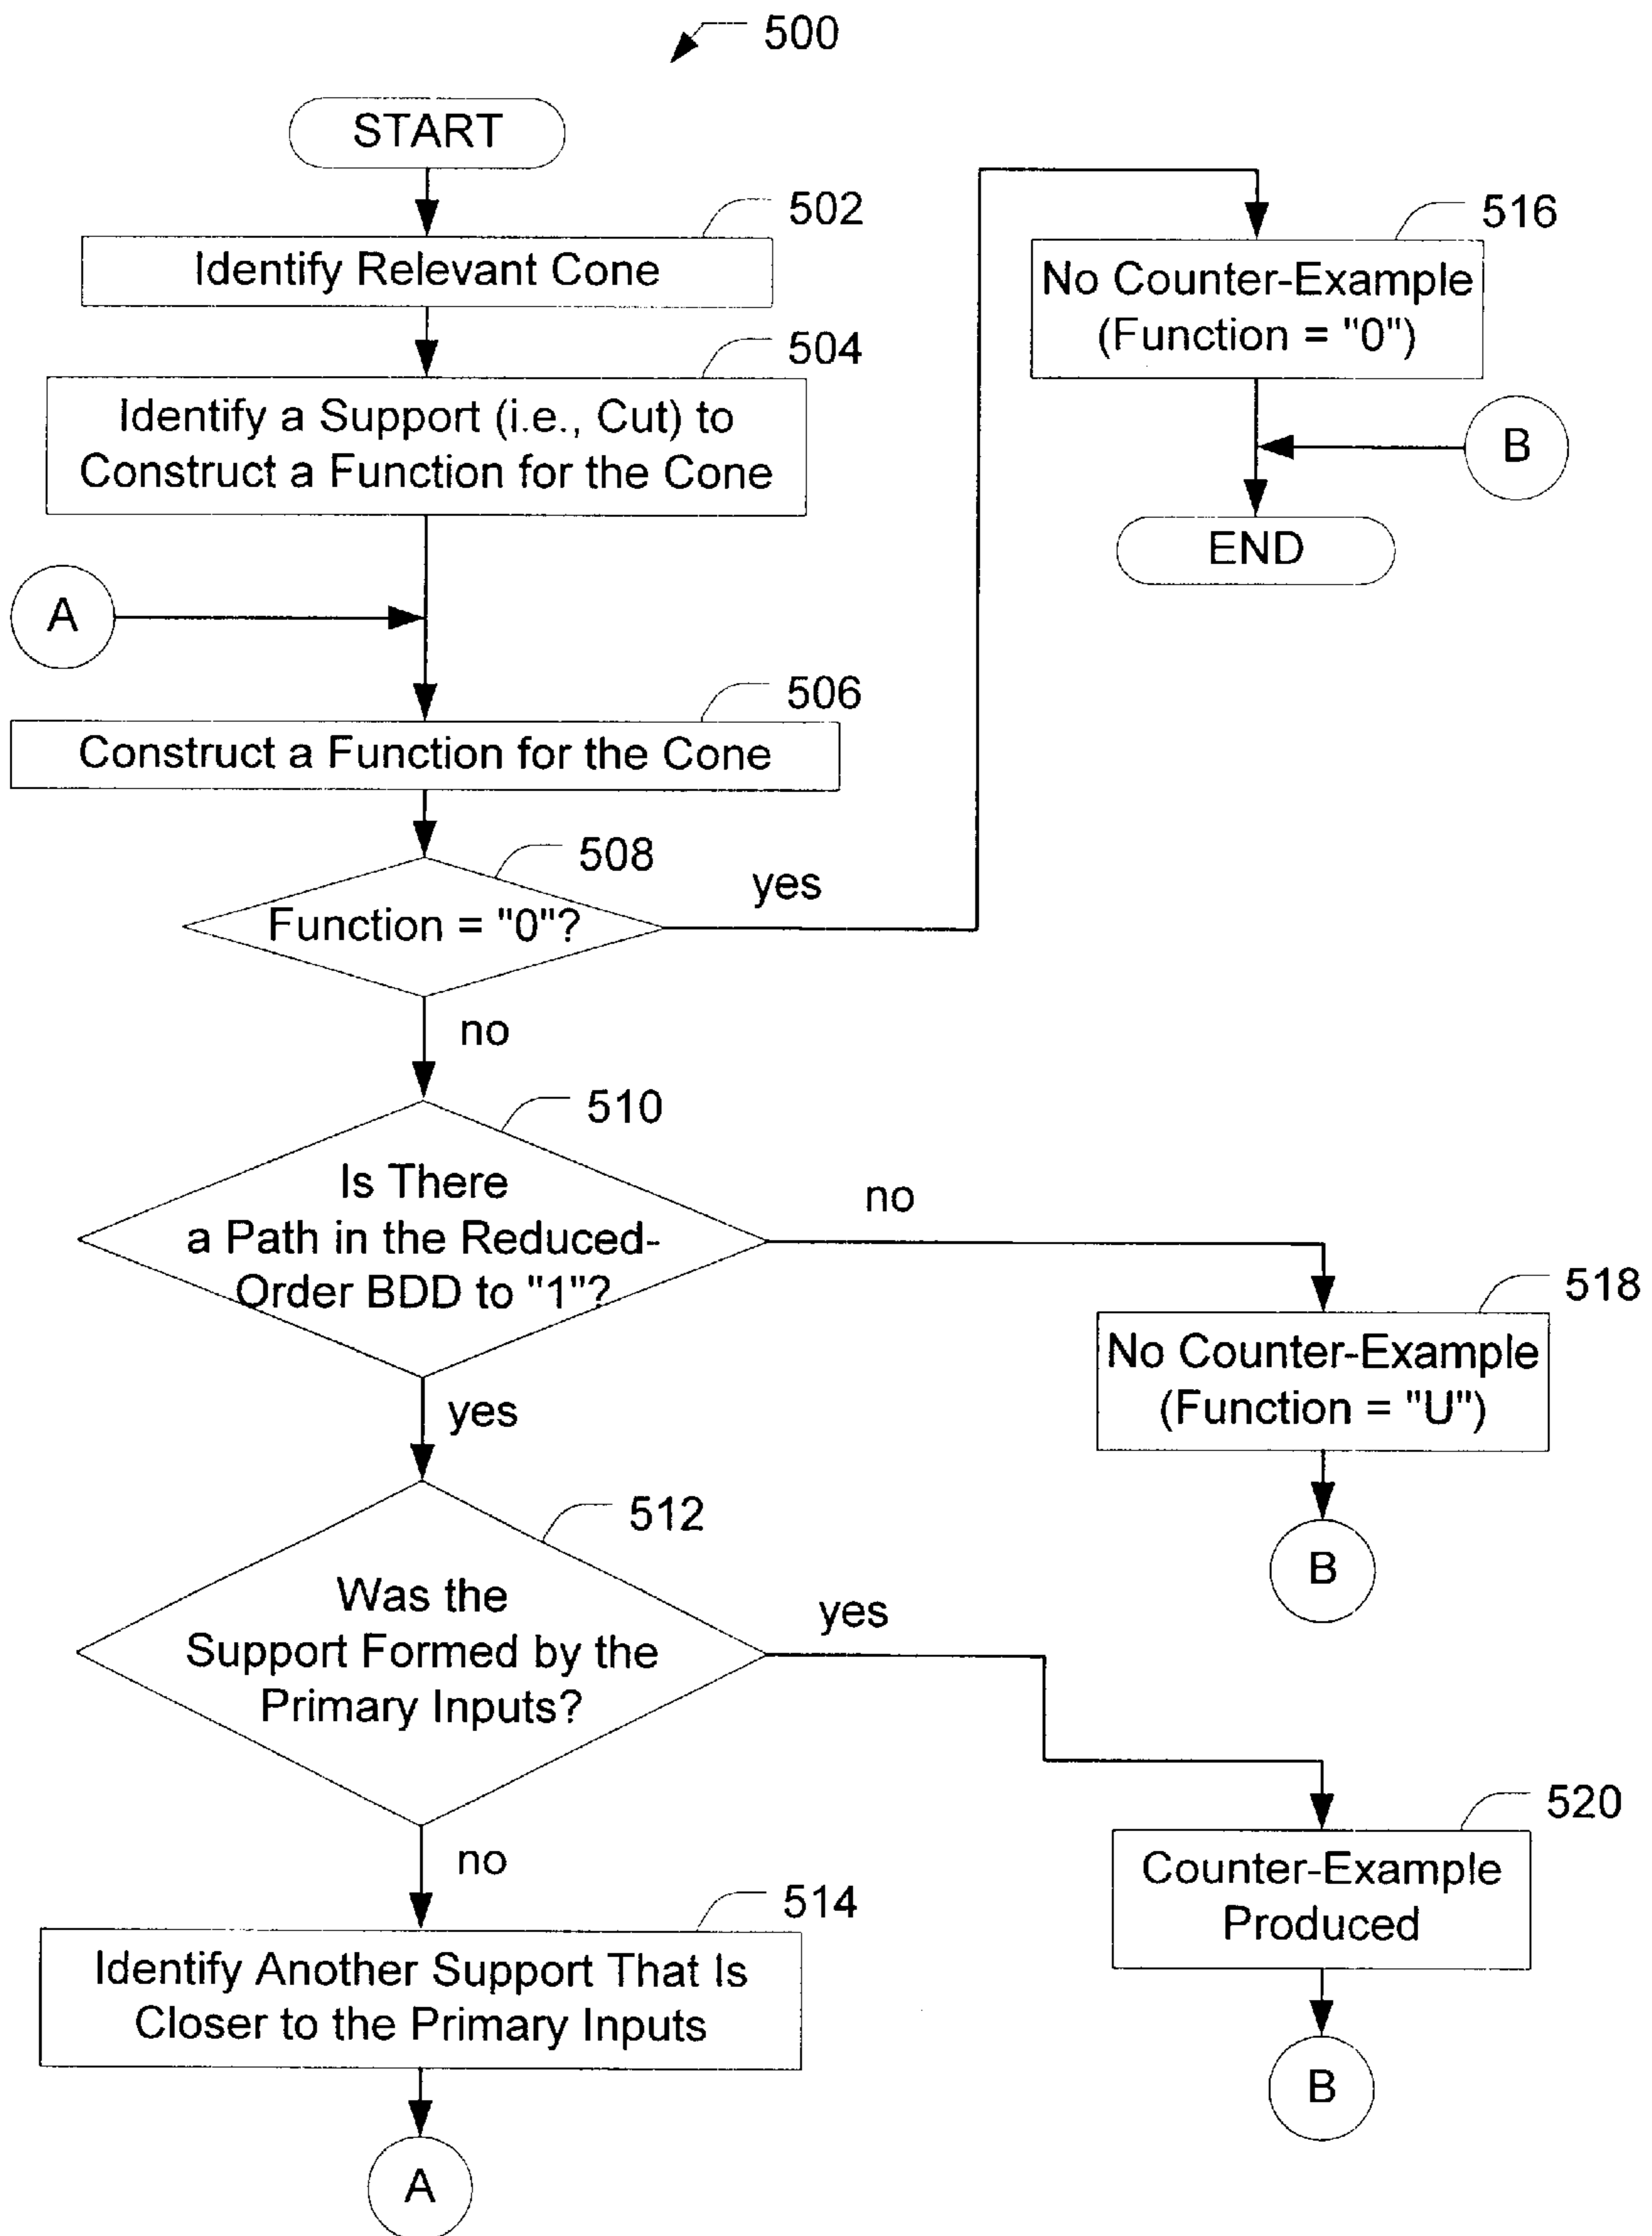 500
START
502
Identify Relevant Cone
504
Identify a Support (i.e., Cut) to
Construct a Function for the Cone
A
506
Construct a Function for the Cone
508
Function = "0"?
yes
no
516
No Counter-Example
(Function = "0")
B
END
510
Is There
a Path in the Reduced-
Order BDD to "1"?
no
yes
518
No Counter-Example
(Function = "U")
B
512
Was the
Support Formed by the
Primary Inputs?
yes
no
520
Counter-Example
Produced
B
514
Identify Another Support That Is
Closer to the Primary Inputs
A